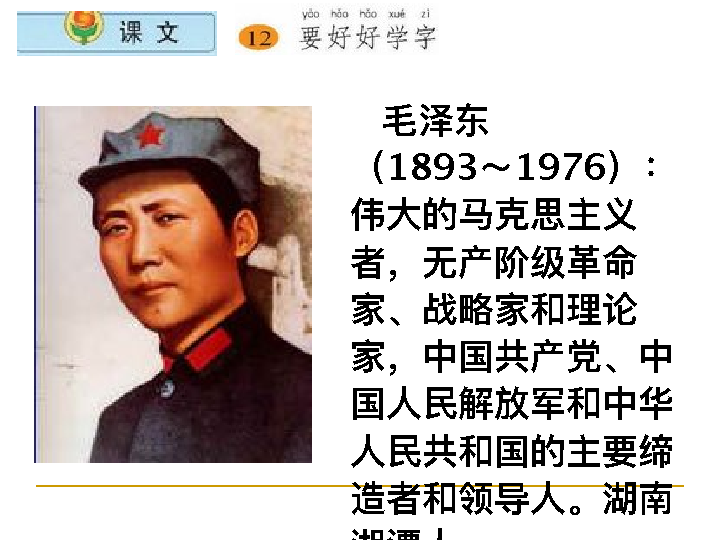 课 文
yào hǎo hǎo xué zì
12 要好好学字
毛泽东
（1893～1976）：
伟大的马克思主义
者，无产阶级革命
家、战略家和理论
家，中国共产党、中
国人民解放军和中华
人民共和国的主要缔
造者和领导人。湖南
湘潭人